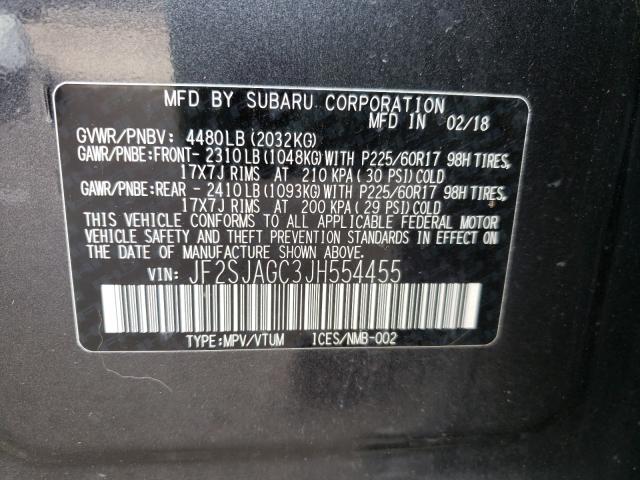 MFD BY SUBARU CORPORATION
MFD IN 02/18
GVWR/PNBV: 4480LB (2032KG)
GAWR/PNBE:FRONT- 2310LB (1048KG) WITH P225/60R17 98H TIRES,
17X7J RIMS AT 210 KPA (30 PSI) COLD
GAWR/PNBE:REAR - 2410LB (1093KG) WITH P225/60R17 98H TIRES,
17X7J RIMS AT 200 KPA (29 PSI) COLD
THIS VEHICLE CONFORMS TO ALL APPLICABLE FEDERAL MOTOR
VEHICLE SAFETY AND THEFT PREVENTION STANDARDS IN EFFECT ON
THE DATE OF MANUFACTURE SHOWN ABOVE.
VIN: JF2SJAGC3JH554455
TYPE:MPV/VTUM ICES/NMB-002